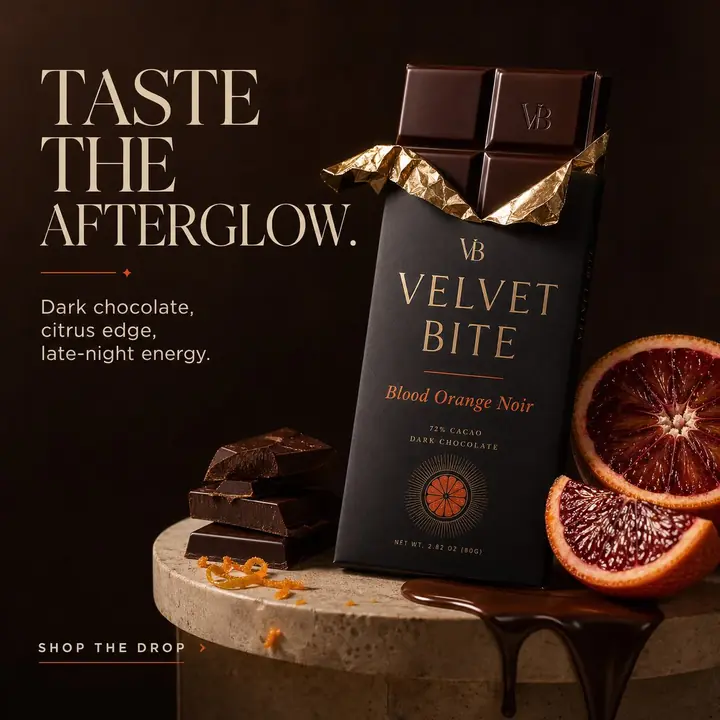 TASTE
THE
AFTERGLOW.
Dark chocolate,
citrus edge,
late-night energy.
SHOP THE DROP
VB
VB
VELVET
BITE
Blood Orange Noir
72% CACAO
DARK CHOCOLATE
NET WT. 2.82 OZ (80G)